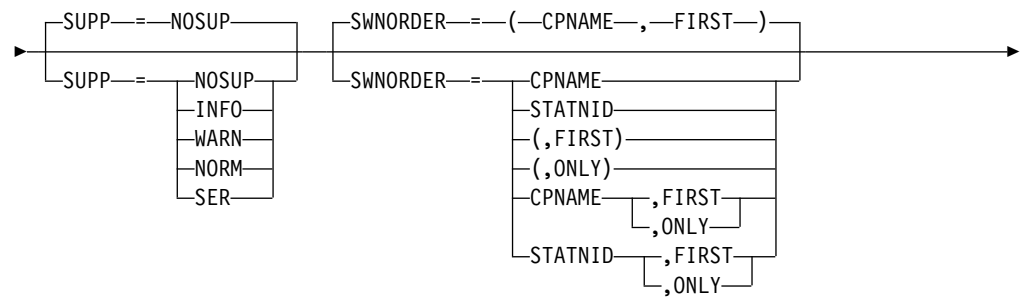 SUPP = NOSUP SWNORDER = ( CPNAME , FIRST )
SUPP = NOSUP SWNORDER = CPNAME
INFO STATNID
WARN (,FIRST)
NORM (,ONLY)
SER CPNAME ,FIRST
,ONLY
STATNID ,FIRST
,ONLY